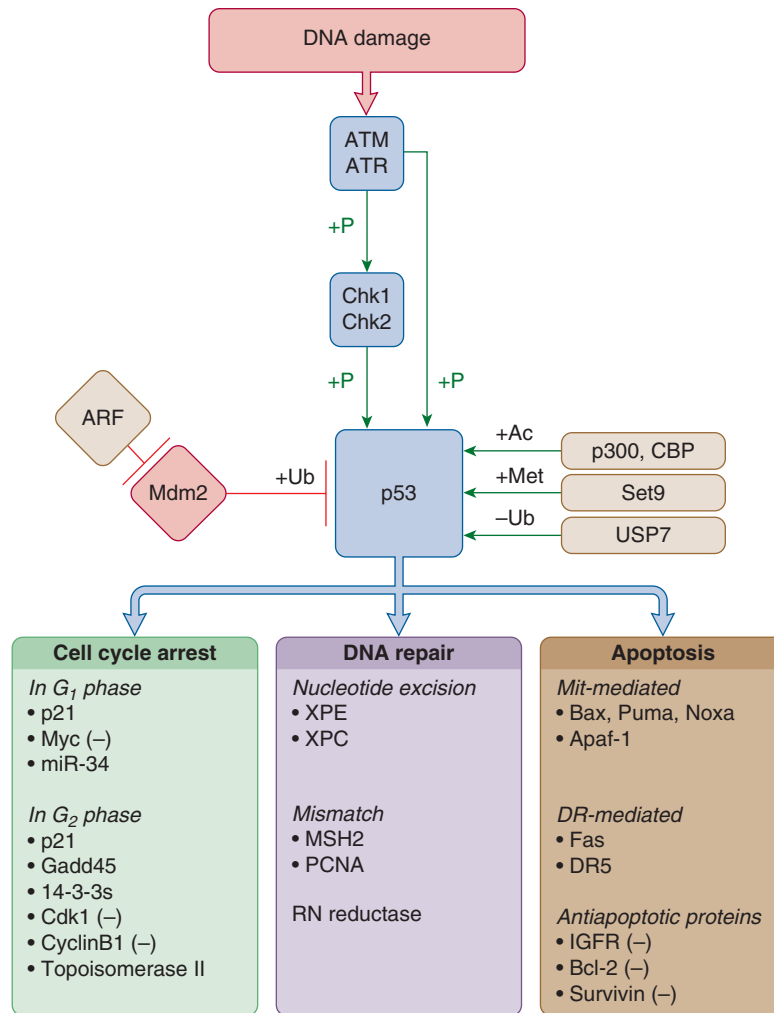 DNA damage
ATM
ATR
+P
Chk1
Chk2
+P
+P
ARF
Mdm2
+Ub
p53
+Ac
p300, CBP
+Met
Set9
–Ub
USP7
Cell cycle arrest
In G1 phase
• p21
• Myc (–)
• miR-34
In G2 phase
• p21
• Gadd45
• 14-3-3s
• Cdk1 (–)
• CyclinB1 (–)
• Topoisomerase II
DNA repair
Nucleotide excision
• XPE
• XPC
Mismatch
• MSH2
• PCNA
RN reductase
Apoptosis
Mit-mediated
• Bax, Puma, Noxa
• Apaf-1
DR-mediated
• Fas
• DR5
Antiapoptotic proteins
• IGFR (–)
• Bcl-2 (–)
• Survivin (–)